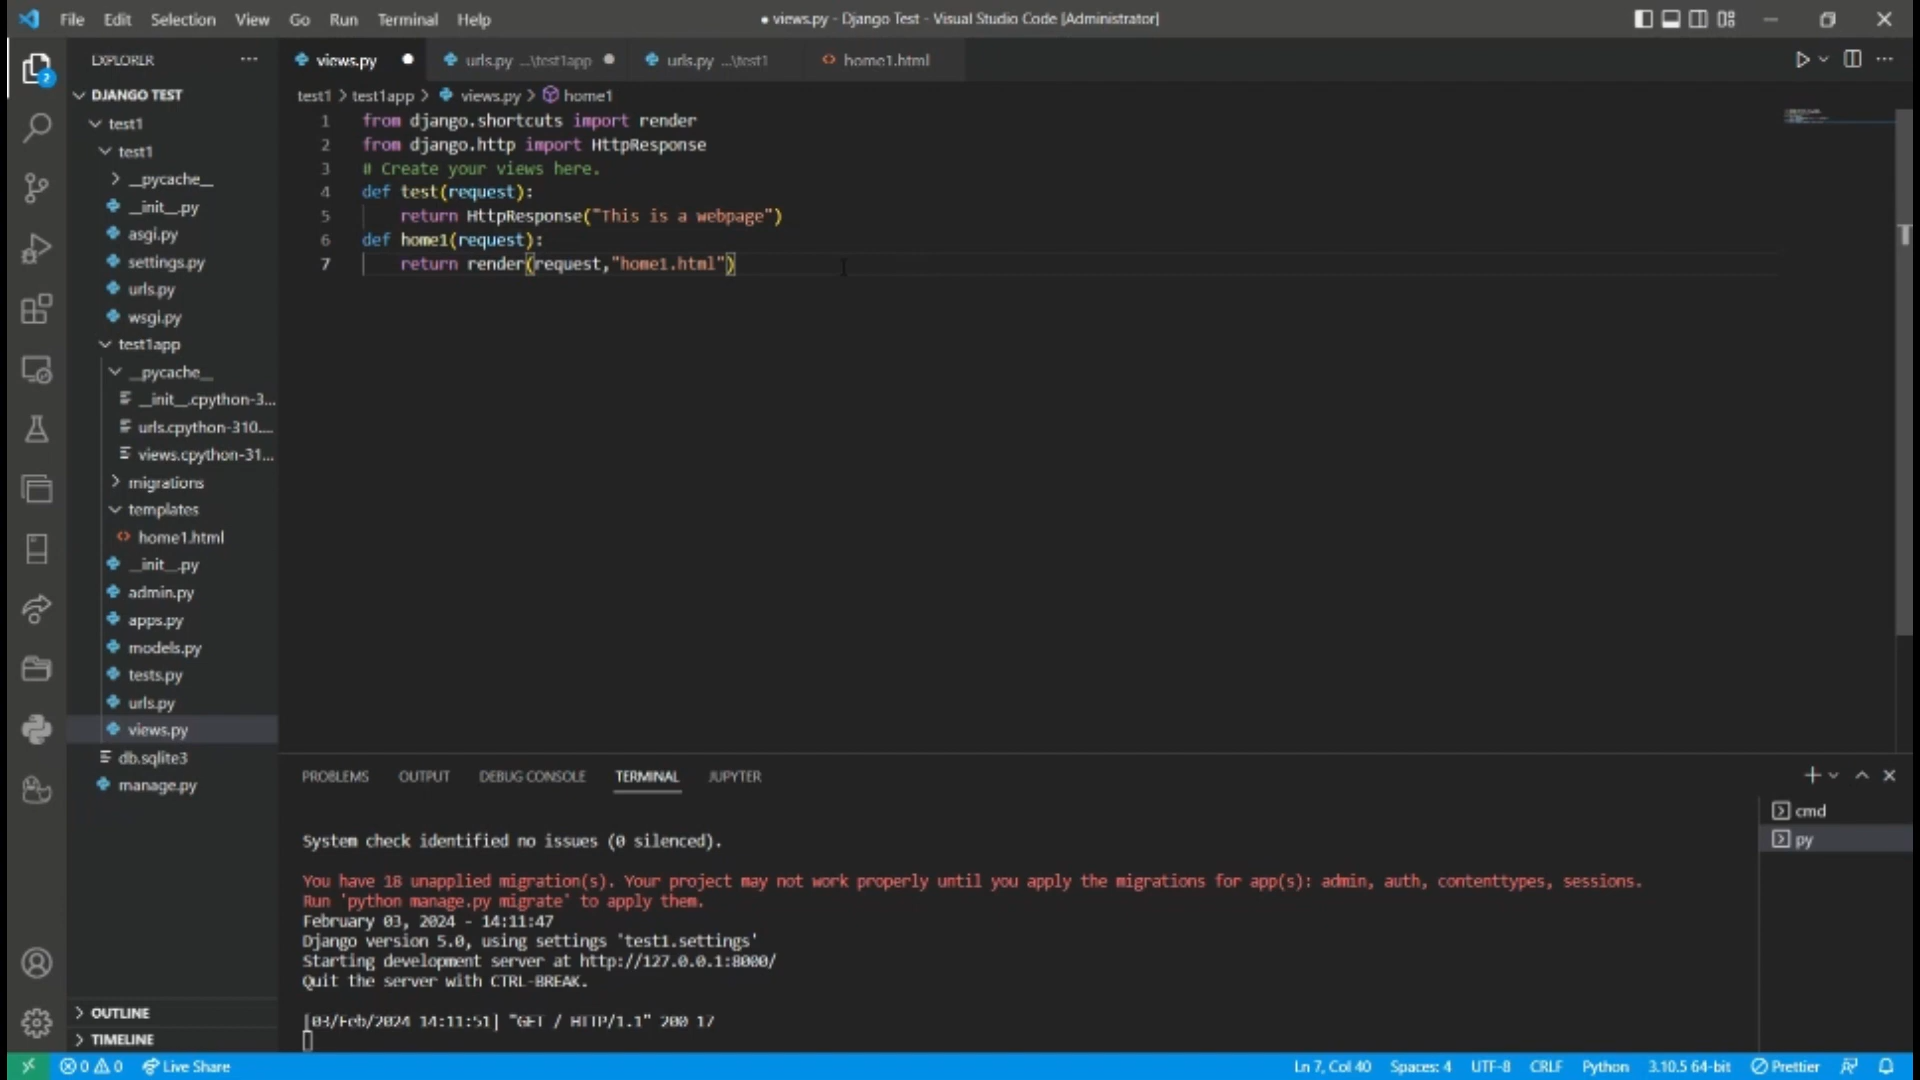 File Edit Selection View Go Run Terminal Help
● views.py - Django Test - Visual Studio Code [Administrator]
EXPLORER ...
views.py ●
urls.py ...\test1app ●
urls.py ...\test1
home1.html
2
DJANGO TEST
test1 > test1app > views.py > home1
test1
test1
__pycache__
__init__.py
asgi.py
settings.py
urls.py
wsgi.py
test1app
__pycache__
__init__.cpython-3...
urls.cpython-310....
views.cpython-31...
migrations
templates
home1.html
__init__.py
admin.py
apps.py
models.py
tests.py
urls.py
views.py
db.sqlite3
manage.py
OUTLINE
TIMELINE
1 from django.shortcuts import render
2 from django.http import HttpResponse
3 # Create your views here.
4 def test(request):
5 return HttpResponse("This is a webpage")
6 def home1(request):
7 return render(request,"home1.html")
PROBLEMS OUTPUT DEBUG CONSOLE TERMINAL JUPYTER
cmd
py
System check identified no issues (0 silenced).
You have 18 unapplied migration(s). Your project may not work properly until you apply the migrations for app(s): admin, auth, contenttypes, sessions.
Run 'python manage.py migrate' to apply them.
February 03, 2024 - 14:11:47
Django version 5.0, using settings 'test1.settings'
Starting development server at http://127.0.0.1:8000/
Quit the server with CTRL-BREAK.
[03/Feb/2024 14:11:51] "GET / HTTP/1.1" 200 17
0 0 Live Share Ln 7, Col 40 Spaces: 4 UTF-8 CRLF Python 3.10.5 64-bit Prettier